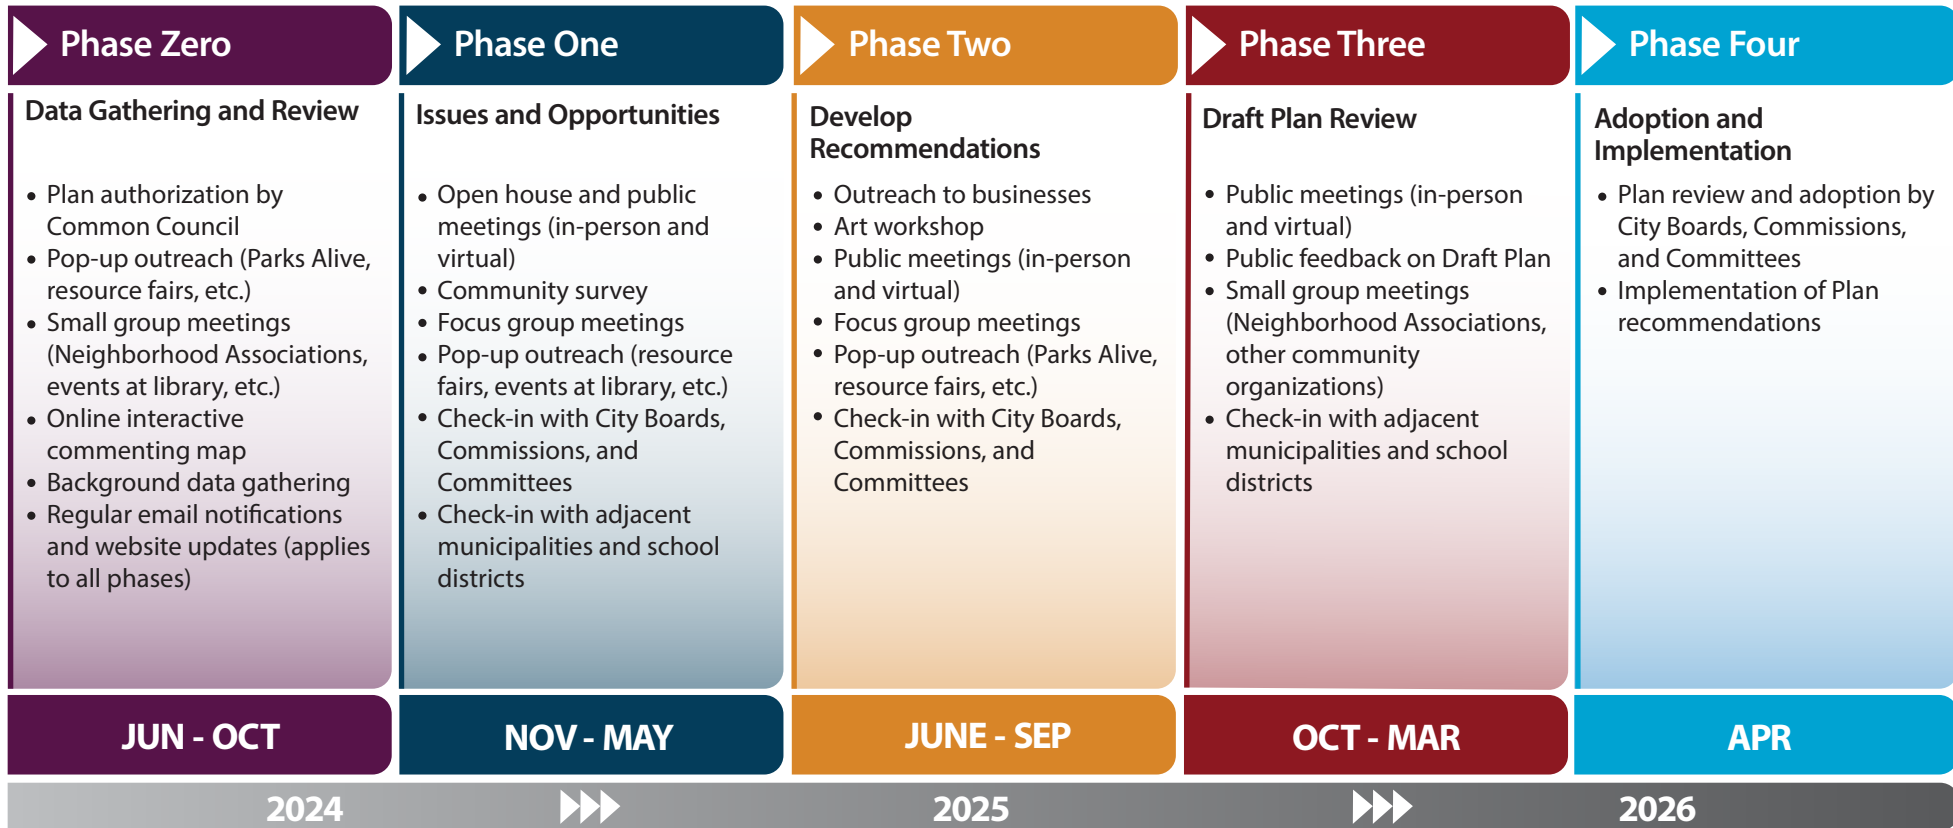 Phase Zero
Data Gathering and Review
• Plan authorization by
Common Council
• Pop-up outreach (Parks Alive,
resource fairs, etc.)
• Small group meetings
(Neighborhood Associations,
events at library, etc.)
• Online interactive
commenting map
• Background data gathering
• Regular email notifications
and website updates (applies
to all phases)
JUN - OCT
Phase One
Issues and Opportunities
• Open house and public
meetings (in-person and
virtual)
• Community survey
• Focus group meetings
• Pop-up outreach (resource
fairs, events at library, etc.)
• Check-in with City Boards,
Commissions, and
Committees
• Check-in with adjacent
municipalities and school
districts
NOV - MAY
Phase Two
Develop
Recommendations
• Outreach to businesses
• Art workshop
• Public meetings (in-person
and virtual)
• Focus group meetings
• Pop-up outreach (Parks Alive,
resource fairs, etc.)
• Check-in with City Boards,
Commissions, and
Committees
JUNE - SEP
Phase Three
Draft Plan Review
• Public meetings (in-person
and virtual)
• Public feedback on Draft Plan
• Small group meetings
(Neighborhood Associations,
other community
organizations)
• Check-in with adjacent
municipalities and school
districts
OCT - MAR
Phase Four
Adoption and
Implementation
• Plan review and adoption by
City Boards, Commissions,
and Committees
• Implementation of Plan
recommendations
APR
2024
2025
2026